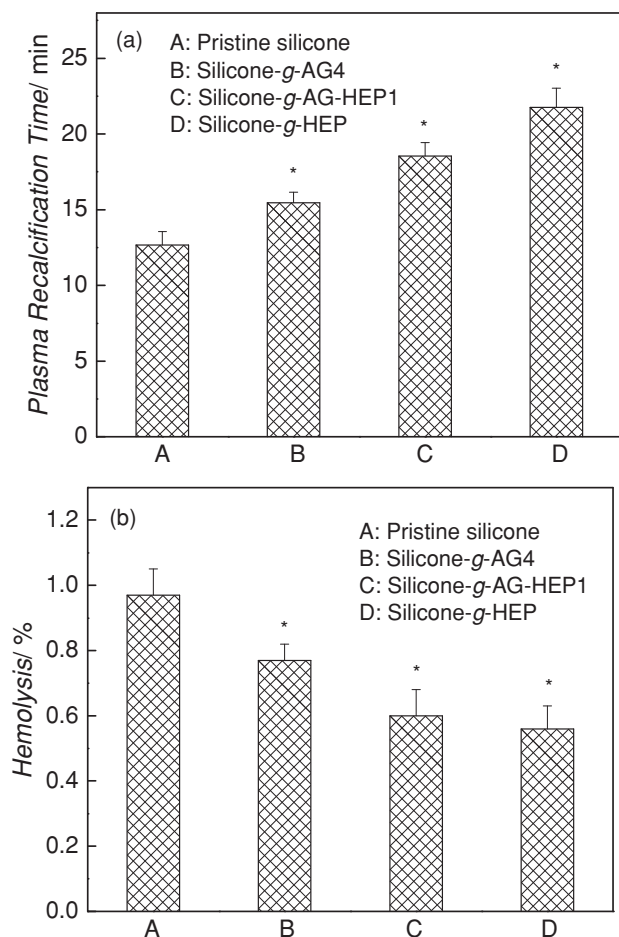 (a)
A: Pristine silicone
B: Silicone-g-AG4
C: Silicone-g-AG-HEP1
D: Silicone-g-HEP
Plasma Recalcification Time/ min
25
20
15
10
5
0
*
*
*
A B C D
(b)
A: Pristine silicone
B: Silicone-g-AG4
C: Silicone-g-AG-HEP1
D: Silicone-g-HEP
Hemolysis/ %
1.2
1.0
0.8
0.6
0.4
0.2
0.0
*
*
*
A B C D